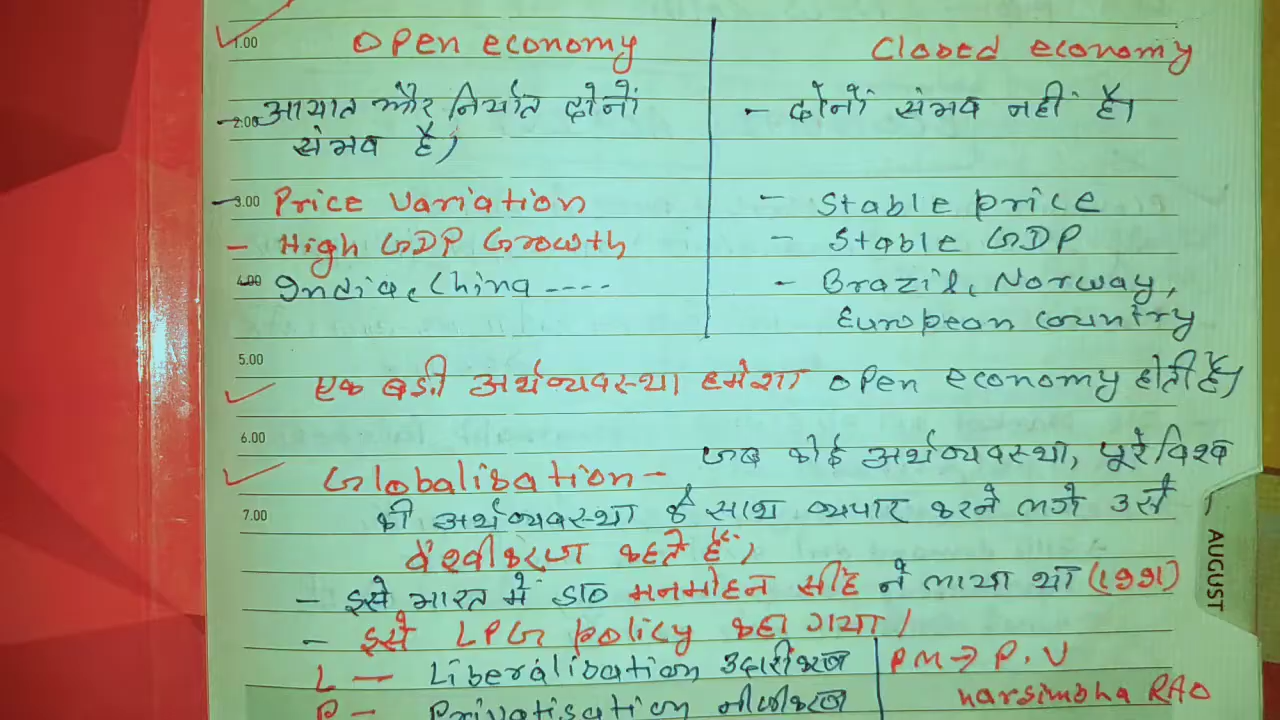 1.00 Open economy Closed economy
आयात और निर्यात दोनों - दोनों संभव नहीं है।
2.00 संभव है।
3.00 Price Variation - Stable price
- High GDP Growth - Stable GDP
4.00 India, China ---- - Brazil, Norway,
European country
5.00
एक बड़ी अर्थव्यवस्था हमेशा open economy होती है।
6.00
जब कोई अर्थव्यवस्था, पूरे विश्व
Globalisation -
7.00 की अर्थव्यवस्था के साथ व्यपार करने लगे उसे
वैश्वीकरण कहते हैं।
- इसे भारत में डा० मनमोहन सींह ने लाया था (1991)
- इसे LPG policy कहा गया।
L - Liberalisation उदारीकरण PM → P.V
P - Privatisation नीजीकरण Narsimbha RAO
AUGUST